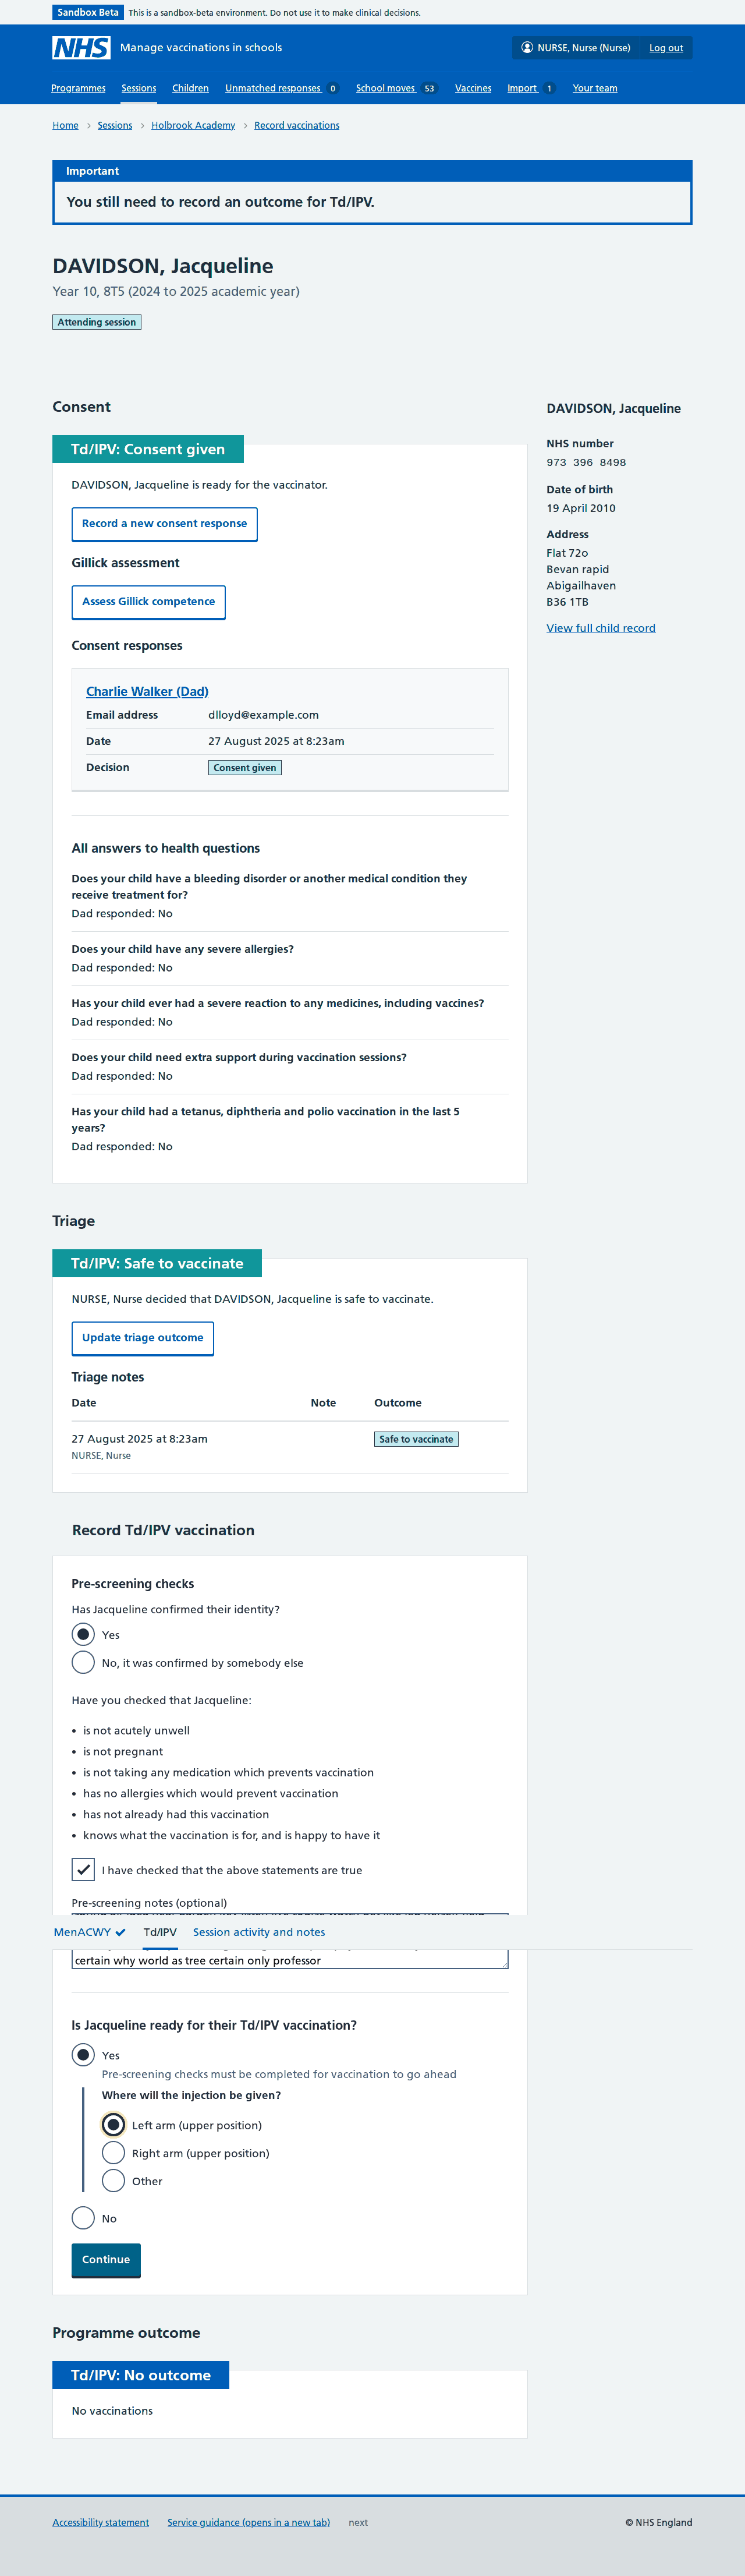 Sandbox Beta This is a sandbox-beta environment. Do not use it to make clinical decisions.
NHS Manage vaccinations in schools NURSE, Nurse (Nurse) Log out
Programmes Sessions Children Unmatched responses 0 School moves 53 Vaccines Import 1 Your team
Home Sessions Holbrook Academy Record vaccinations
Important
You still need to record an outcome for Td/IPV.
DAVIDSON, Jacqueline
Year 10, 8T5 (2024 to 2025 academic year)
Attending session
Consent
Td/IPV: Consent given
DAVIDSON, Jacqueline is ready for the vaccinator.
Record a new consent response
Gillick assessment
Assess Gillick competence
Consent responses
Charlie Walker (Dad)
Email address dlloyd@example.com
Date 27 August 2025 at 8:23am
Decision Consent given
All answers to health questions
Does your child have a bleeding disorder or another medical condition they
receive treatment for?
Dad responded: No
Does your child have any severe allergies?
Dad responded: No
Has your child ever had a severe reaction to any medicines, including vaccines?
Dad responded: No
Does your child need extra support during vaccination sessions?
Dad responded: No
Has your child had a tetanus, diphtheria and polio vaccination in the last 5
years?
Dad responded: No
DAVIDSON, Jacqueline
NHS number
973 396 8498
Date of birth
19 April 2010
Address
Flat 72o
Bevan rapid
Abigailhaven
B36 1TB
View full child record
Triage
Td/IPV: Safe to vaccinate
NURSE, Nurse decided that DAVIDSON, Jacqueline is safe to vaccinate.
Update triage outcome
Triage notes
Date Note Outcome
27 August 2025 at 8:23am Safe to vaccinate
NURSE, Nurse
Record Td/IPV vaccination
Pre-screening checks
Has Jacqueline confirmed their identity?
Yes
No, it was confirmed by somebody else
Have you checked that Jacqueline:
• is not acutely unwell
• is not pregnant
• is not taking any medication which prevents vaccination
• has no allergies which would prevent vaccination
• has not already had this vaccination
• knows what the vaccination is for, and is happy to have it
I have checked that the above statements are true
Pre-screening notes (optional)
MenACWY Td/IPV Session activity and notes
certain why world as tree certain only professor
Is Jacqueline ready for their Td/IPV vaccination?
Yes
Pre-screening checks must be completed for vaccination to go ahead
Where will the injection be given?
Left arm (upper position)
Right arm (upper position)
Other
No
Continue
Programme outcome
Td/IPV: No outcome
No vaccinations
Accessibility statement Service guidance (opens in a new tab) next © NHS England